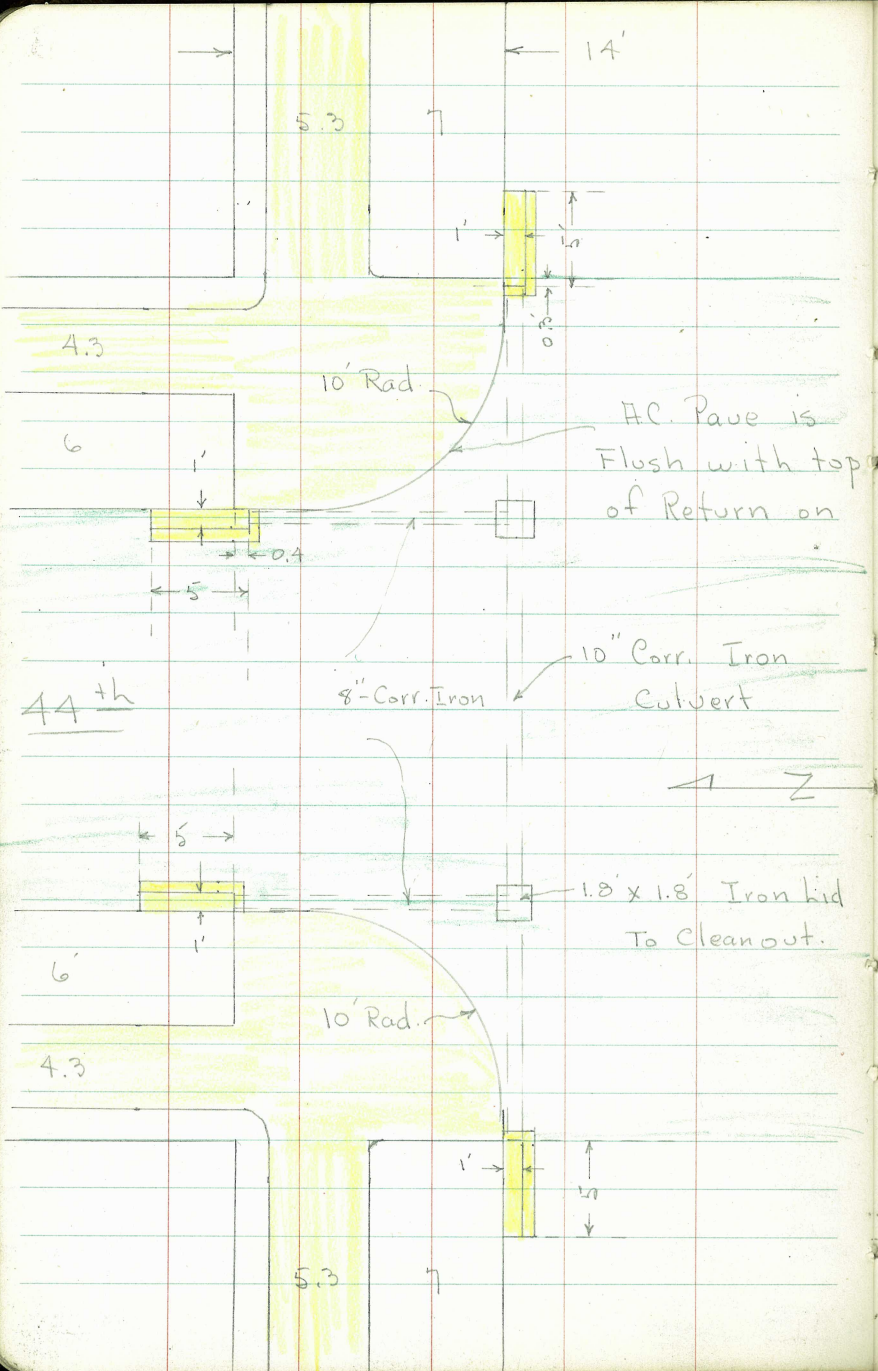 14'
5.3 7
1' 5'
0.3'
4.3
10' Rad.
A.C. Pave is
Flush with top
of Return on
6
1'
0.4
5
10" Corr. Iron
Culvert
8"-Corr. Iron
44th
N
5'
1.8' x 1.8' Iron Lid
To Cleanout.
1'
6'
10' Rad.
4.3
1' 5'
5.3 7